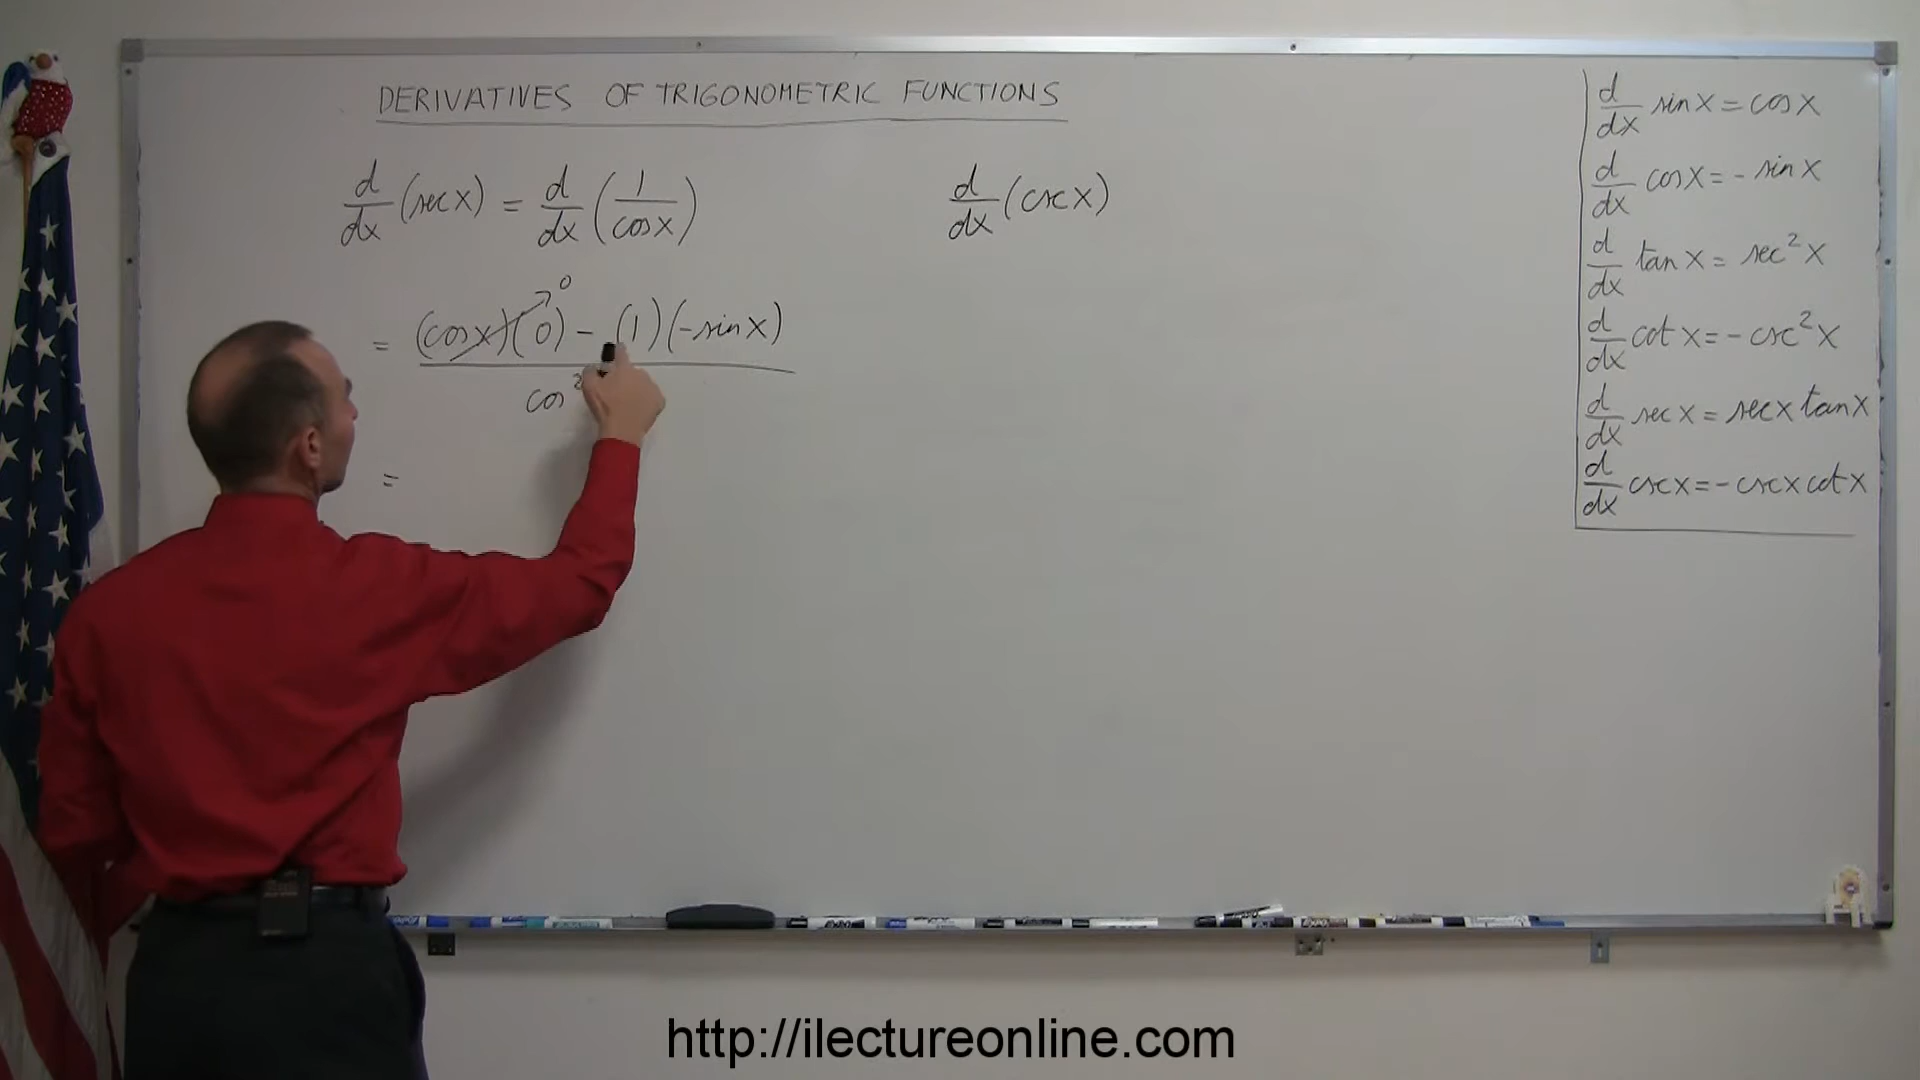 DERIVATIVES OF TRIGONOMETRIC FUNCTIONS
d/dx (sec x) = d/dx (1/cos x)
= ((cos x)(0) → 0 - (1)(-sin x))/cos²
=
d/dx (csc x)
d/dx sin x = cos x
d/dx cos x = - sin x
d/dx tan x = sec² x
d/dx cot x = - csc² x
d/dx sec x = sec x tan x
d/dx csc x = - csc x cot x
http://ilectureonline.com